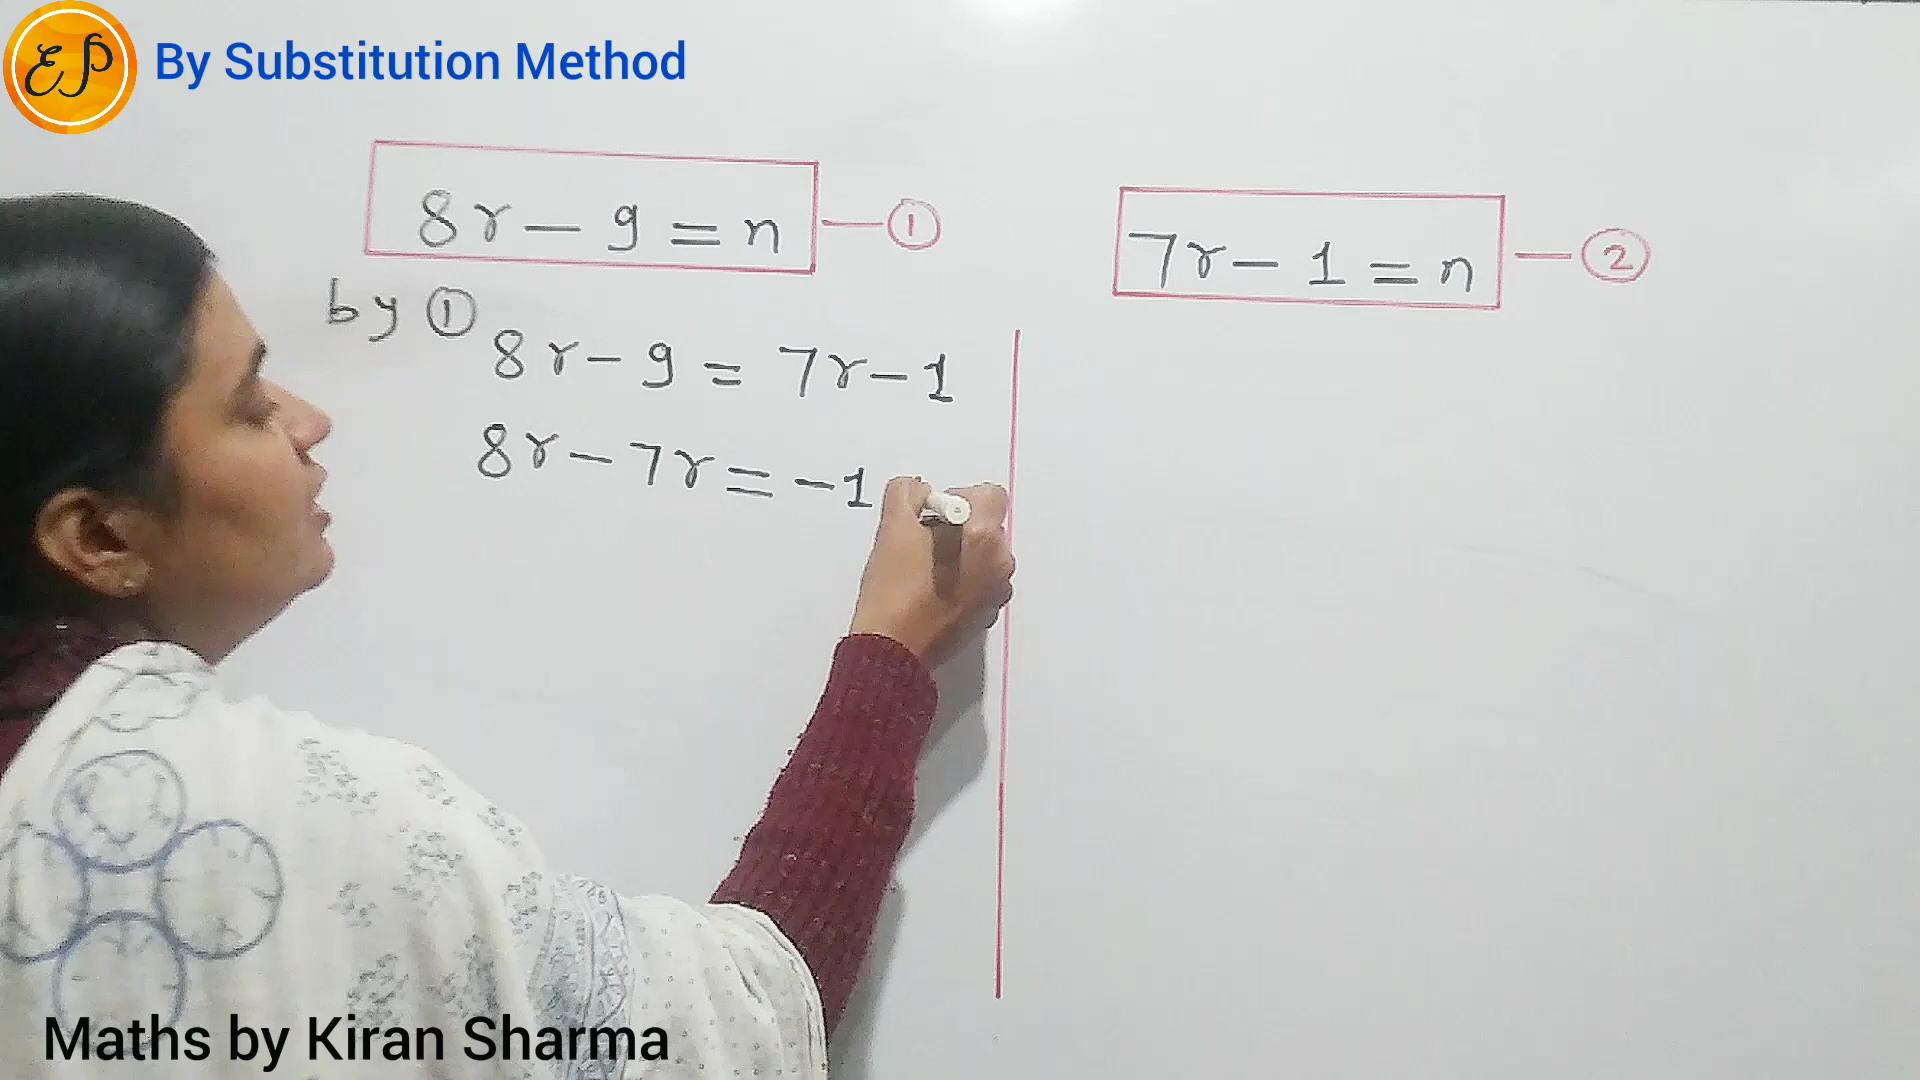 EP
By Substitution Method
8r - 9 = n — ①
7r - 1 = n — ②
by ①
8r - 9 = 7r - 1
8r - 7r = -1
Maths by Kiran Sharma